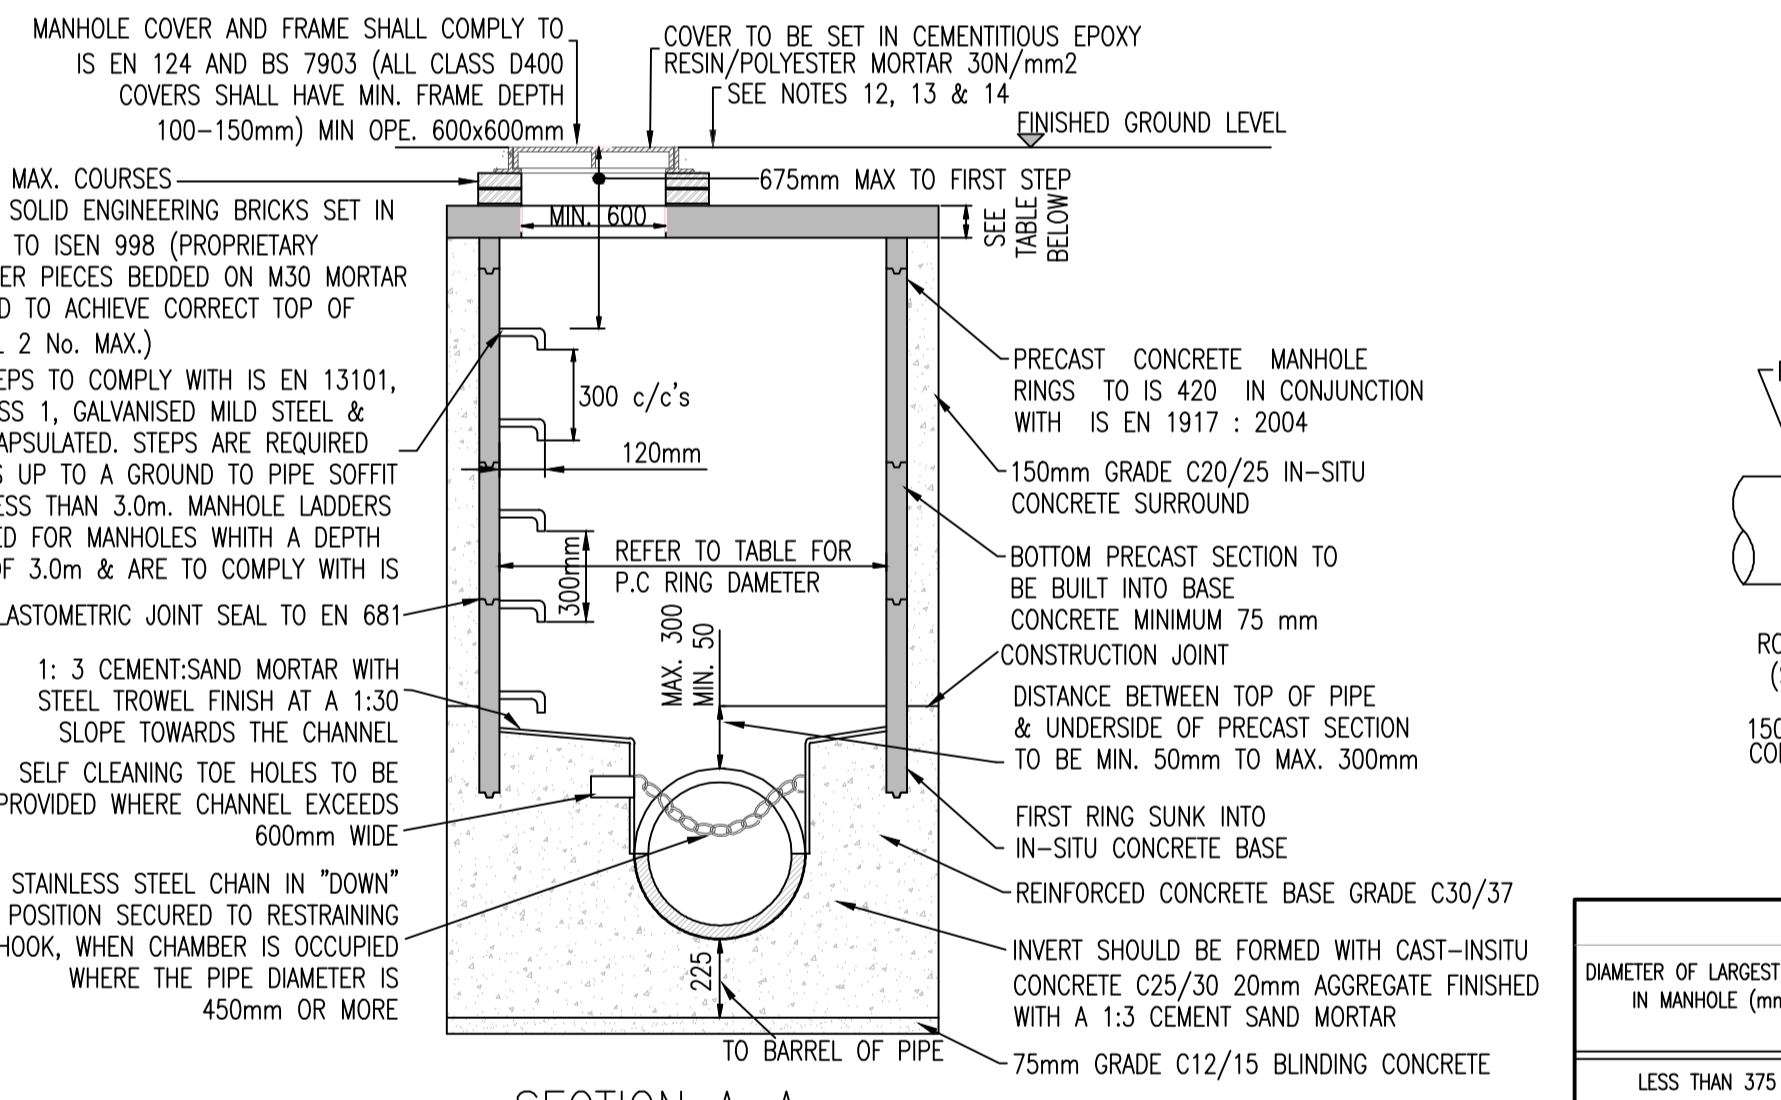 MANHOLE COVER AND FRAME SHALL COMPLY TO
IS EN 124 AND BS 7903 (ALL CLASS D400
COVERS SHALL HAVE MIN. FRAME DEPTH
100-150mm) MIN OPE. 600x600mm
COVER TO BE SET IN CEMENTITIOUS EPOXY
RESIN/POLYESTER MORTAR 30N/mm2
SEE NOTES 12, 13 & 14
FINISHED GROUND LEVEL
MAX. COURSES
SOLID ENGINEERING BRICKS SET IN
TO ISEN 998 (PROPRIETARY
ER PIECES BEDDED ON M30 MORTAR
D TO ACHIEVE CORRECT TOP OF
L 2 No. MAX.)
EPS TO COMPLY WITH IS EN 13101,
SS 1, GALVANISED MILD STEEL &
APSULATED. STEPS ARE REQUIRED
S UP TO A GROUND TO PIPE SOFFIT
ESS THAN 3.0m. MANHOLE LADDERS
ED FOR MANHOLES WHITH A DEPTH
OF 3.0m & ARE TO COMPLY WITH IS
LASTOMETRIC JOINT SEAL TO EN 681
1: 3 CEMENT:SAND MORTAR WITH
STEEL TROWEL FINISH AT A 1:30
SLOPE TOWARDS THE CHANNEL
SELF CLEANING TOE HOLES TO BE
PROVIDED WHERE CHANNEL EXCEEDS
600mm WIDE
STAINLESS STEEL CHAIN IN "DOWN"
POSITION SECURED TO RESTRAINING
HOOK, WHEN CHAMBER IS OCCUPIED
WHERE THE PIPE DIAMETER IS
450mm OR MORE
675mm MAX TO FIRST STEP
MIN. 600
SEE
TABLE
BELOW
300 c/c's
120mm
300mm
REFER TO TABLE FOR
P.C RING DAMETER
MAX. 300
MIN. 50
225
TO BARREL OF PIPE
PRECAST CONCRETE MANHOLE
RINGS TO IS 420 IN CONJUNCTION
WITH IS EN 1917 : 2004
150mm GRADE C20/25 IN-SITU
CONCRETE SURROUND
BOTTOM PRECAST SECTION TO
BE BUILT INTO BASE
CONCRETE MINIMUM 75 mm
CONSTRUCTION JOINT
DISTANCE BETWEEN TOP OF PIPE
& UNDERSIDE OF PRECAST SECTION
TO BE MIN. 50mm TO MAX. 300mm
FIRST RING SUNK INTO
IN-SITU CONCRETE BASE
REINFORCED CONCRETE BASE GRADE C30/37
INVERT SHOULD BE FORMED WITH CAST-INSITU
CONCRETE C25/30 20mm AGGREGATE FINISHED
WITH A 1:3 CEMENT SAND MORTAR
75mm GRADE C12/15 BLINDING CONCRETE
SECTION A-A
RO
150
CO
DIAMETER OF LARGEST
IN MANHOLE (mm
LESS THAN 375